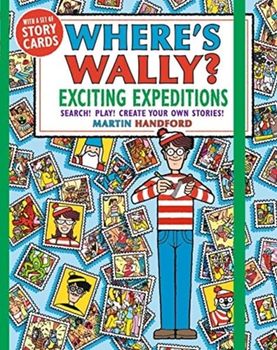 WITH A SET OF
STORY
CARDS
WHERE'S
WALLY?
EXCITING EXPEDITIONS
SEARCH! PLAY! CREATE YOUR OWN STORIES!
MARTIN HANDFORD